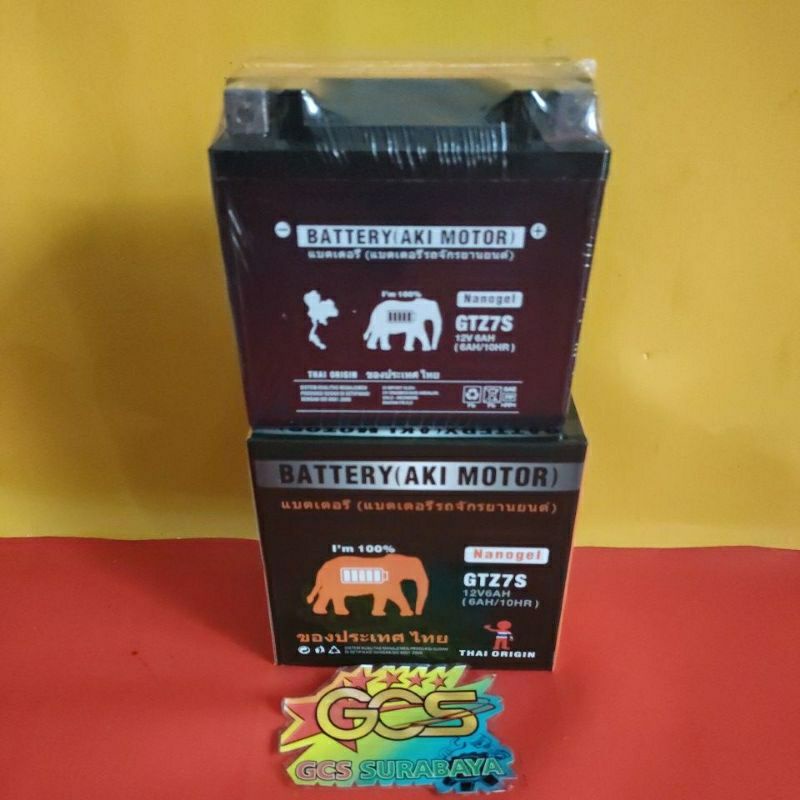 BATTERY(AKI MOTOR)
แบตเตอรี่ (แบตเตอรี่รถจักรยานยนต์)
I'm 100%
Nanogel
GTZ7S
12V 6AH
(6AH/10HR)
THAI ORIGIN ของประเทศ ไทย
BATTERY(AKI MOTOR)
แบตเตอรี่ (แบตเตอรี่รถจักรยานยนต์)
I'm 100%
Nanogel
GTZ7S
12V6AH
(6AH/10HR)
ของประเทศ ไทย
THAI ORIGIN
GCS
GCS SURABAYA